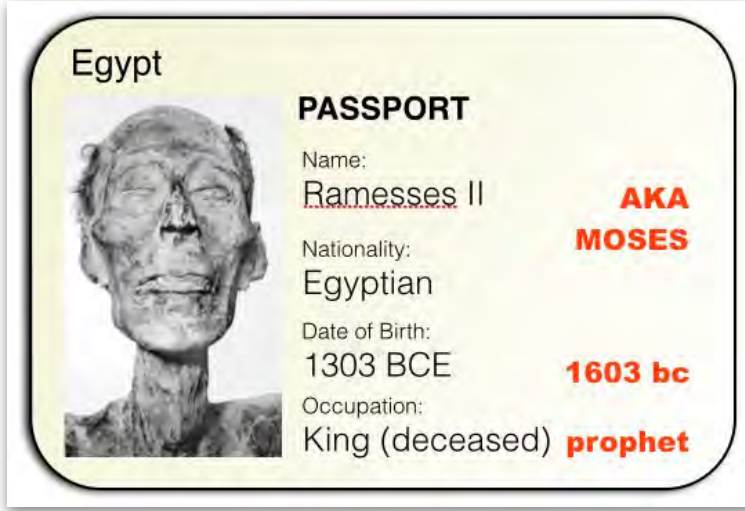 Egypt
PASSPORT
Name:
Ramesses II
AKA
MOSES
Nationality:
Egyptian
Date of Birth:
1303 BCE
1603 bc
Occupation:
King (deceased)
prophet